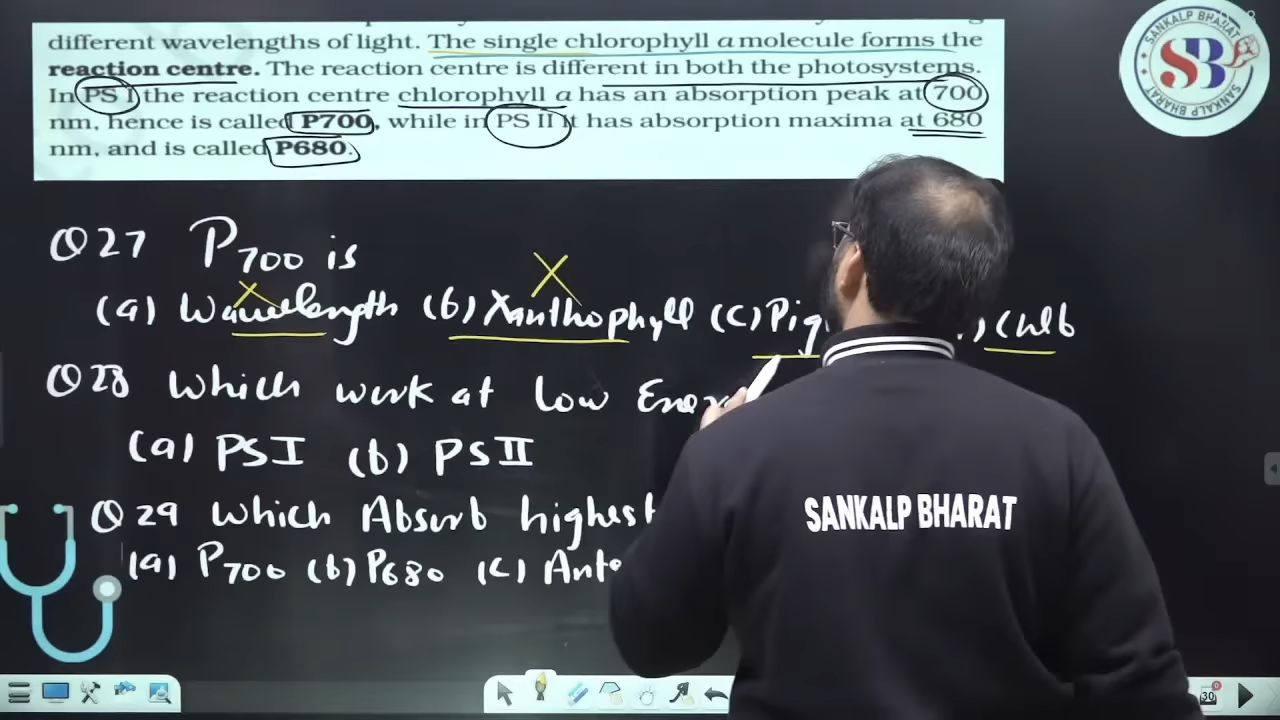 different wavelengths of light. The single chlorophyll a molecule forms the
reaction centre. The reaction centre is different in both the photosystems.
In PS I the reaction centre chlorophyll a has an absorption peak at 700
nm, hence is called P700, while in PS II it has absorption maxima at 680
nm, and is called P680.
SANKALP BHARAT
SB
SANKALP BHARAT
Q27 P700 is
(a) Wavelength (b) Xanthophyll (c) Chl b
Q28 Which work at Low
(a) PSI (b) PSII
Q29 Which Absorb highest
(a) P700 (b) P680 (c)
SANKALP BHARAT
30